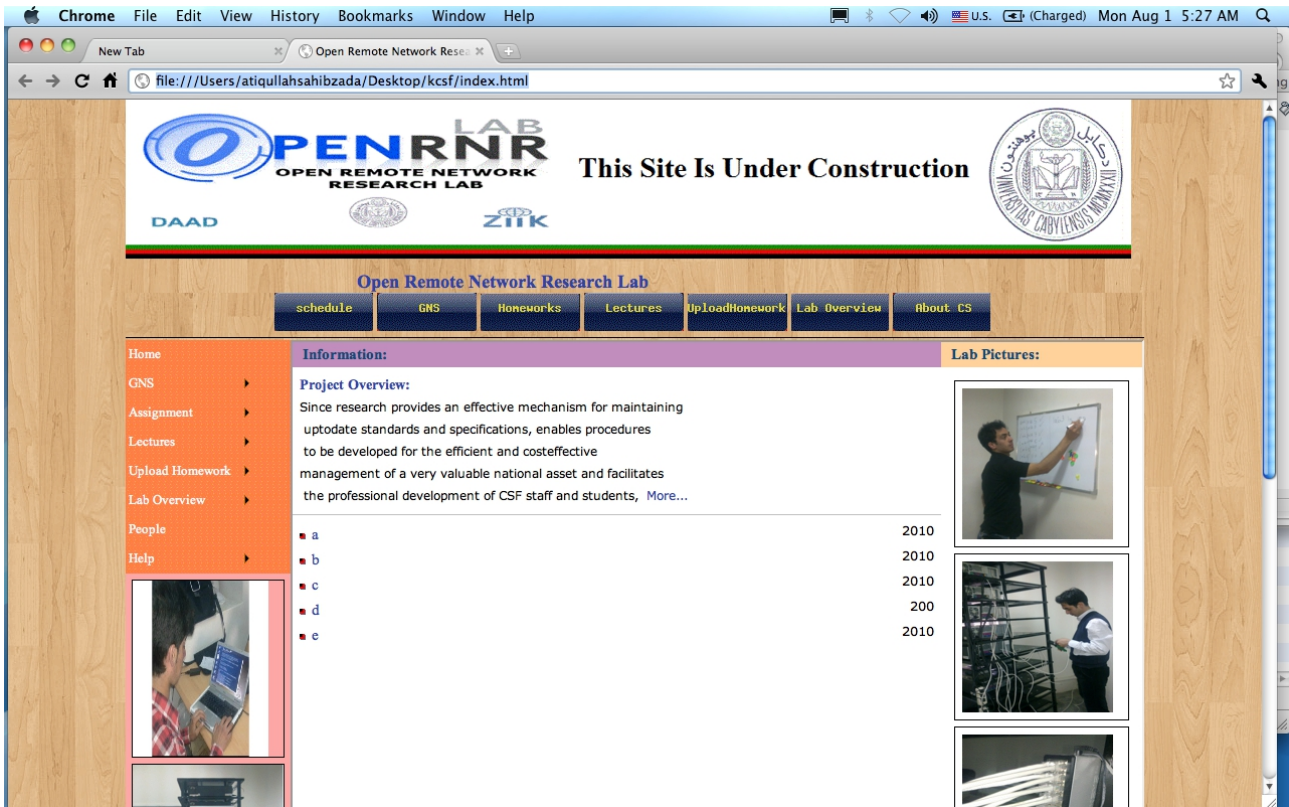 Chrome File Edit View History Bookmarks Window Help
U.S. (Charged) Mon Aug 1 5:27 AM
New Tab
Open Remote Network Resea
file:///Users/atiqullahsahibzada/Desktop/kcsf/index.html
OPENRNR LAB
OPEN REMOTE NETWORK
RESEARCH LAB
DAAD
ZiiK
This Site Is Under Construction
دکابل پوهنتون
UNIVERSITAS CABYLENSIS MCMXXXII
Open Remote Network Research Lab
schedule
GNS
Homeworks
Lectures
UploadHomework
Lab Overview
About CS
Home
GNS
Assignment
Lectures
Upload Homework
Lab Overview
People
Help
Information:
Project Overview:
Since research provides an effective mechanism for maintaining
uptodate standards and specifications, enables procedures
to be developed for the efficient and costeffective
management of a very valuable national asset and facilitates
the professional development of CSF staff and students, More...
a 2010
b 2010
c 2010
d 200
e 2010
Lab Pictures: